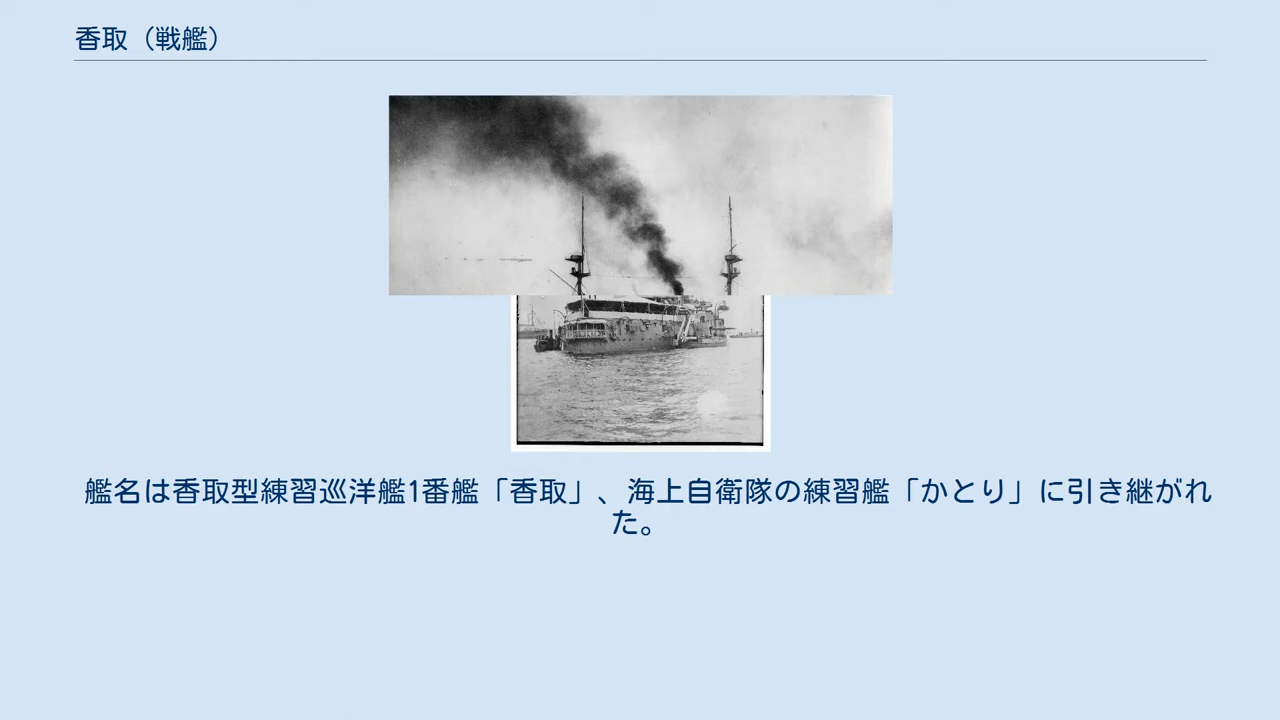 香取（戦艦）
艦名は香取型練習巡洋艦1番艦「香取」、海上自衛隊の練習艦「かとり」に引き継がれ
た。